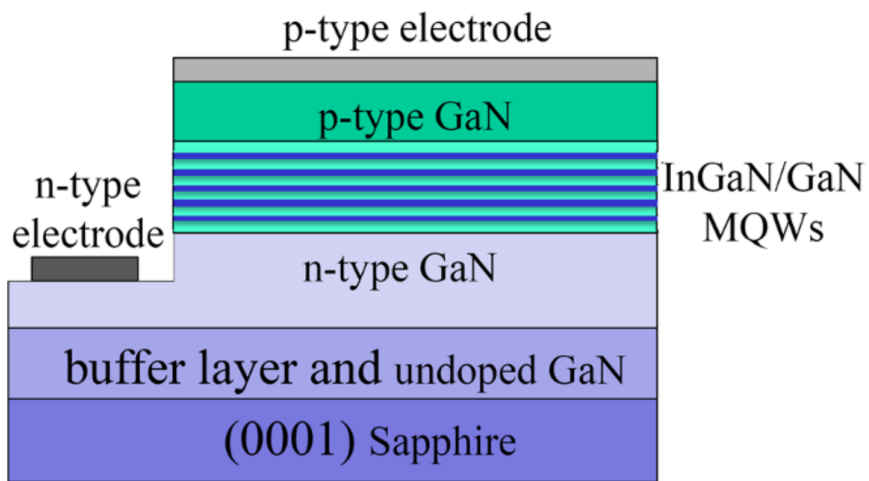 p-type electrode
p-type GaN
n-type
electrode
InGaN/GaN
MQWs
n-type GaN
buffer layer and undoped GaN
(0001) Sapphire